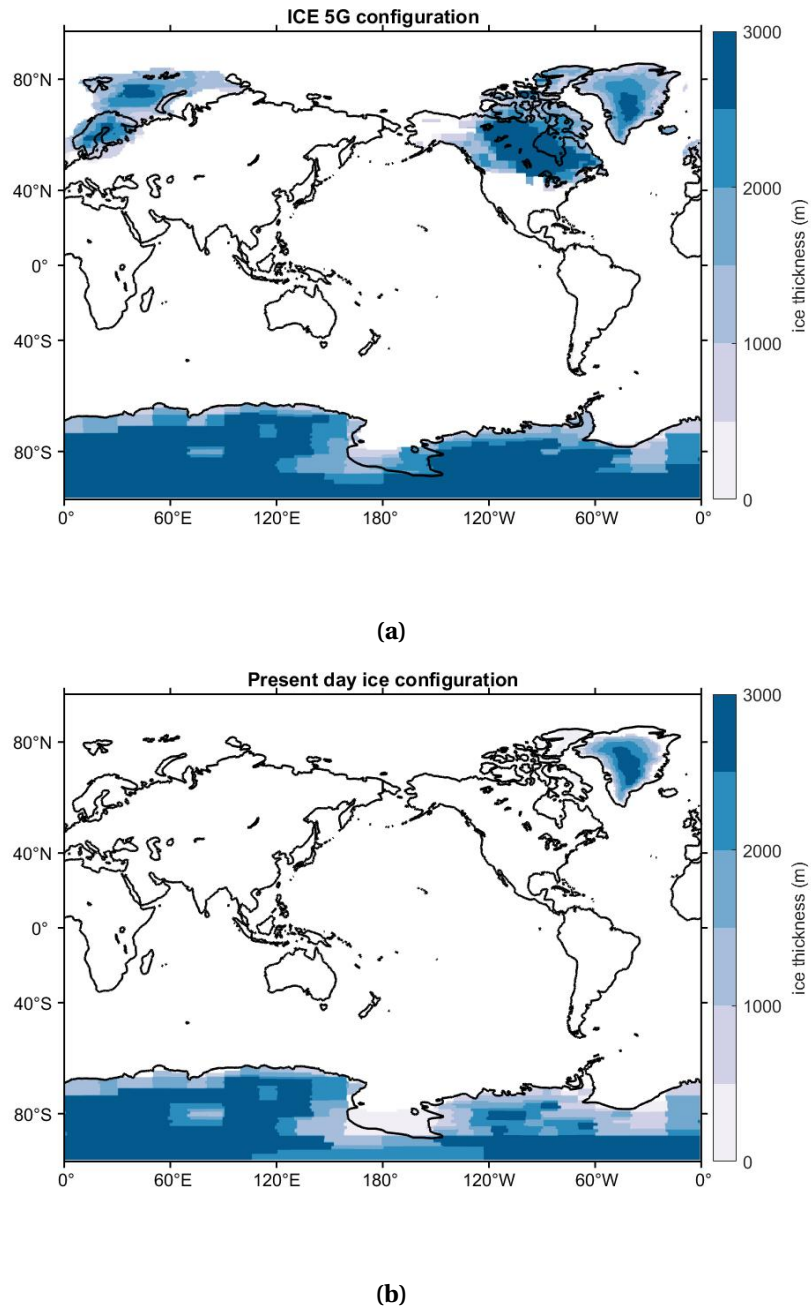 ICE 5G configuration
80°N
40°N
0°
40°S
80°S
0°
60°E
120°E
180°
120°W
60°W
0°
3000
2000
1000
0
ice thickness (m)
(a)
Present day ice configuration
80°N
40°N
0°
40°S
80°S
0°
60°E
120°E
180°
120°W
60°W
0°
3000
2000
1000
0
ice thickness (m)
(b)